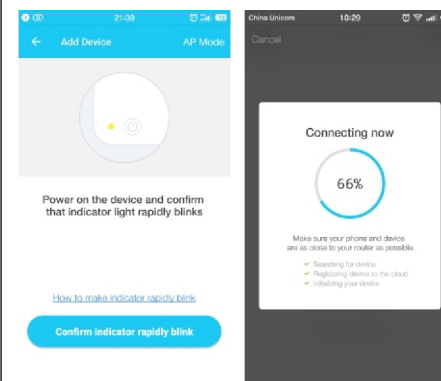 21:39
Add Device
AP Mode
Power on the device and confirm
that indicator light rapidly blinks
How to make indicator rapidly blink
Confirm indicator rapidly blink
China Unicom
10:29
Cancel
Connecting now
66%
Make sure your phone and device
are as close to your router as possible.
Searching for device
Registering device to the cloud
Initializing your device